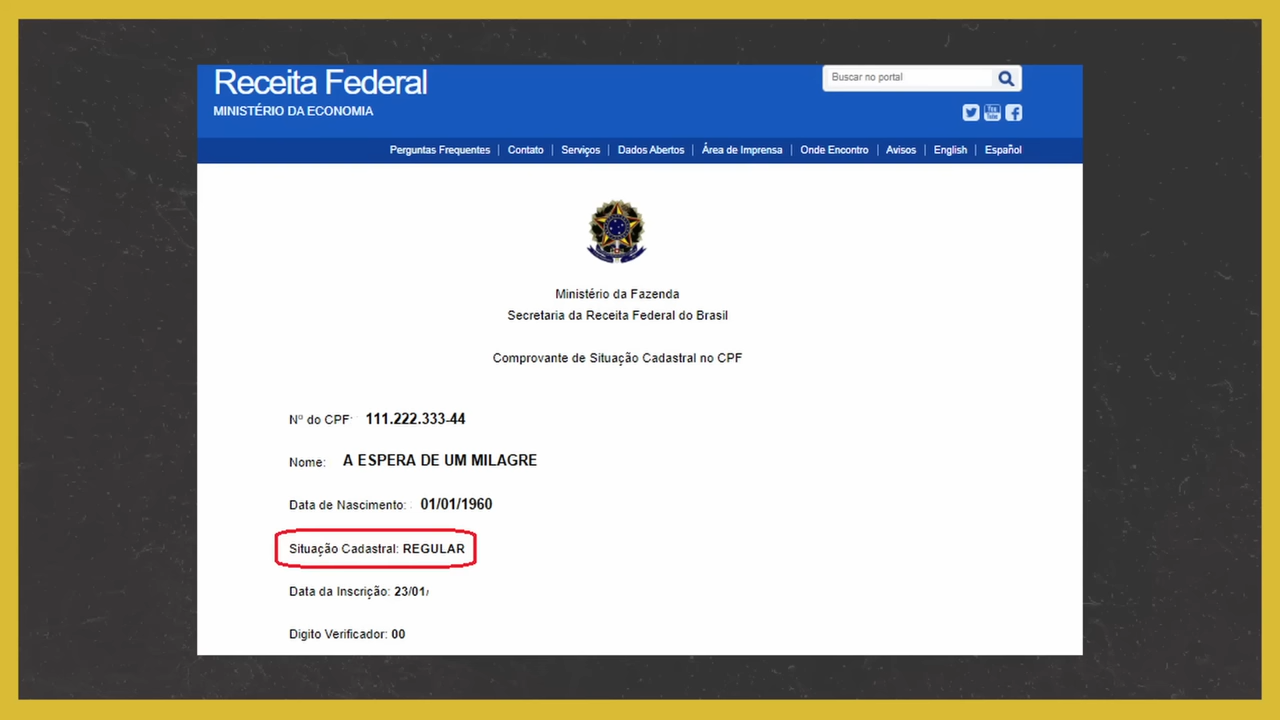 Receita Federal
MINISTÉRIO DA ECONOMIA
Buscar no portal
You Tube
Perguntas Frequentes | Contato | Serviços | Dados Abertos | Área de Imprensa | Onde Encontro | Avisos | English | Español
Ministério da Fazenda
Secretaria da Receita Federal do Brasil
Comprovante de Situação Cadastral no CPF
Nº do CPF: 111.222.333-44
Nome: A ESPERA DE UM MILAGRE
Data de Nascimento: 01/01/1960
Situação Cadastral: REGULAR
Data da Inscrição: 23/01/
Digito Verificador: 00